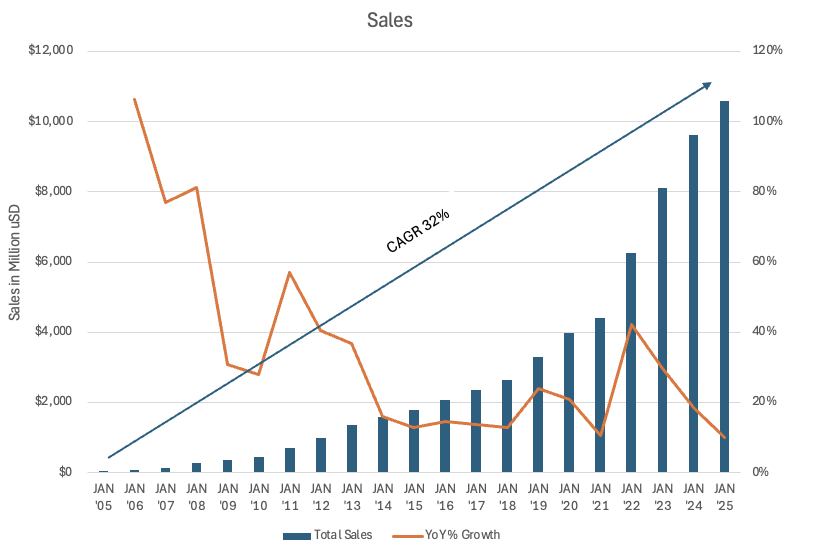 Sales
$12,000
$10,000
$8,000
$6,000
$4,000
$2,000
$0
Sales in Million uSD
120%
100%
80%
60%
40%
20%
0%
CAGR 32%
JAN '05
JAN '06
JAN '07
JAN '08
JAN '09
JAN '10
JAN '11
JAN '12
JAN '13
JAN '14
JAN '15
JAN '16
JAN '17
JAN '18
JAN '19
JAN '20
JAN '21
JAN '22
JAN '23
JAN '24
JAN '25
Total Sales
YoY% Growth